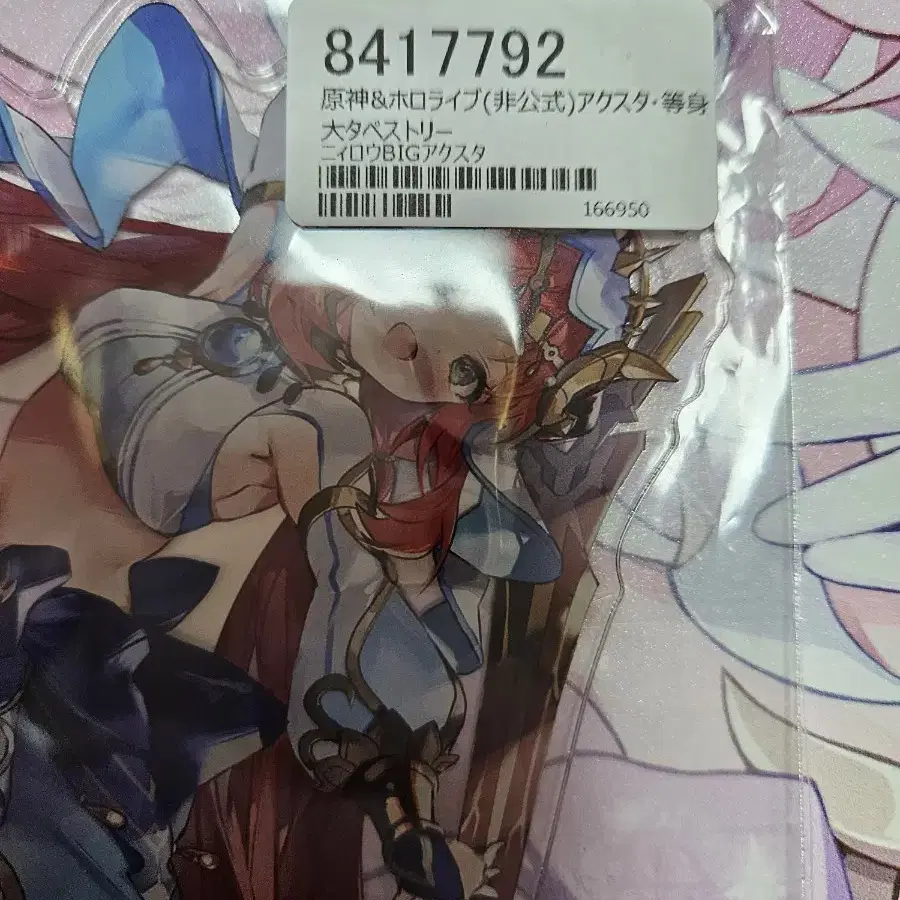 8417792
原神&ホロライブ(非公式)アクスタ・等身
大タペストリー
ニィロウBIGアクスタ
166950